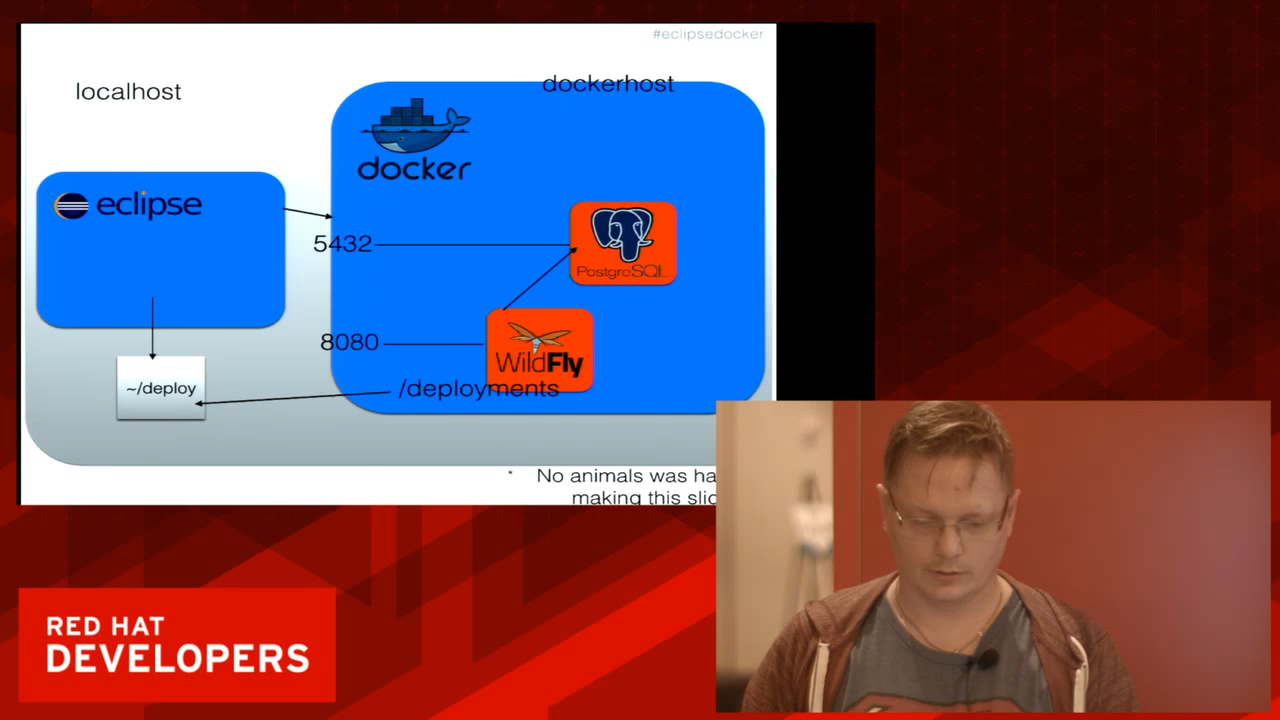 #eclipsedocker
localhost
dockerhost
docker
eclipse
5432
PostgreSQL
8080
WildFly
~/deploy
/deployments
* No animals was ha
making this slid
RED HAT
DEVELOPERS